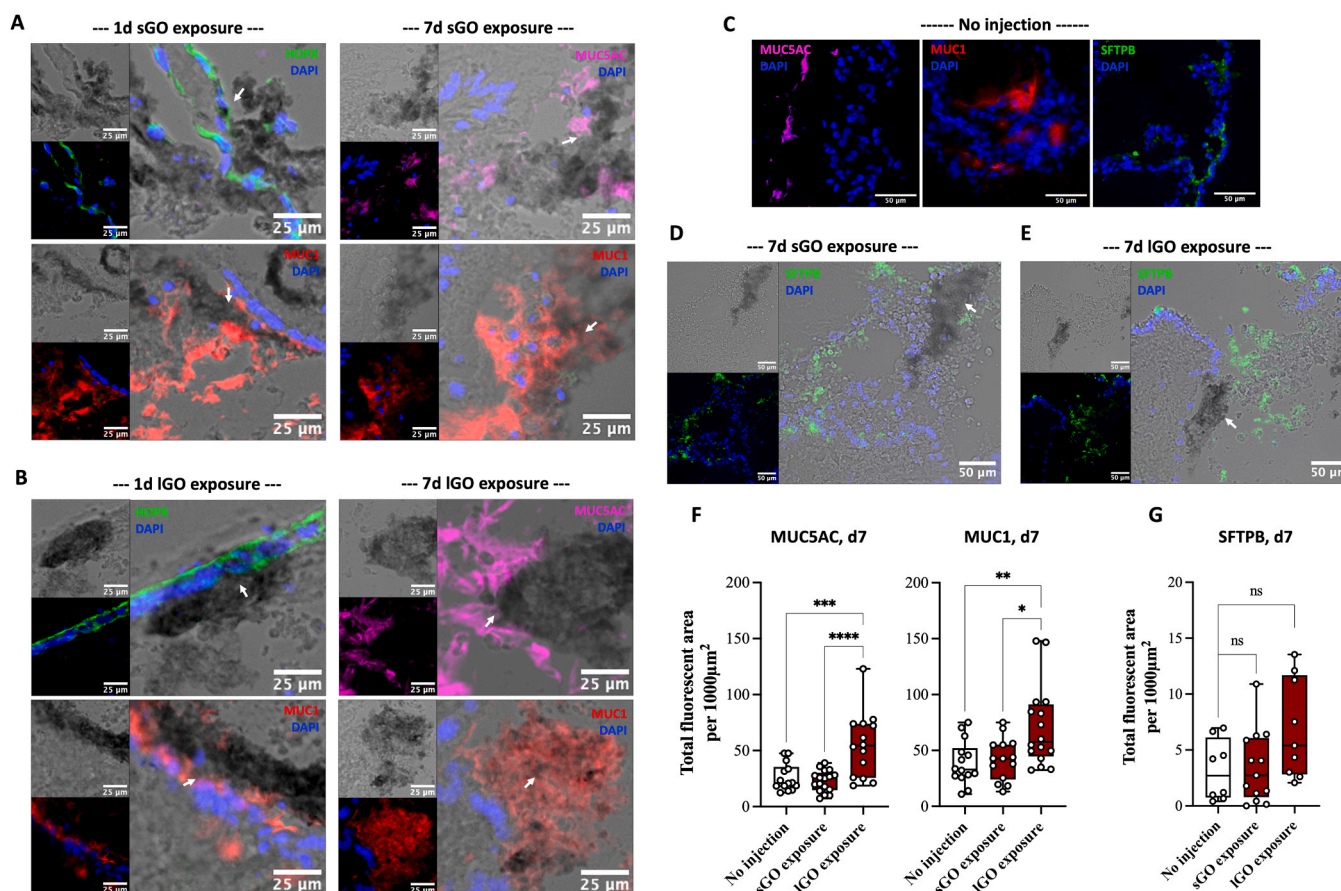 A
--- 1d sGO exposure ---
HOPX
DAPI
25 µm
25 µm
25 µm
MUC1
DAPI
25 µm
25 µm
25 µm
--- 7d sGO exposure ---
MUC5AC
DAPI
25 µm
25 µm
25 µm
MUC1
DAPI
25 µm
25 µm
25 µm
B
--- 1d lGO exposure ---
HOPX
DAPI
25 µm
25 µm
25 µm
MUC1
DAPI
25 µm
25 µm
25 µm
--- 7d lGO exposure ---
MUC5AC
DAPI
25 µm
25 µm
25 µm
MUC1
DAPI
25 µm
25 µm
25 µm
C
------ No injection ------
MUC5AC
DAPI
50 µm
MUC1
DAPI
50 µm
SFTPB
DAPI
50 µm
D
--- 7d sGO exposure ---
SFTPB
DAPI
50 µm
50 µm
50 µm
E
--- 7d lGO exposure ---
SFTPB
DAPI
50 µm
50 µm
50 µm
F
MUC5AC, d7
Total fluorescent area
per 1000µm²
200
150
100
50
0
***
****
No injection
sGO exposure
lGO exposure
MUC1, d7
200
150
100
50
0
**
*
No injection
sGO exposure
lGO exposure
G
SFTPB, d7
Total fluorescent area
per 1000µm²
20
15
10
5
0
ns
ns
No injection
sGO exposure
lGO exposure